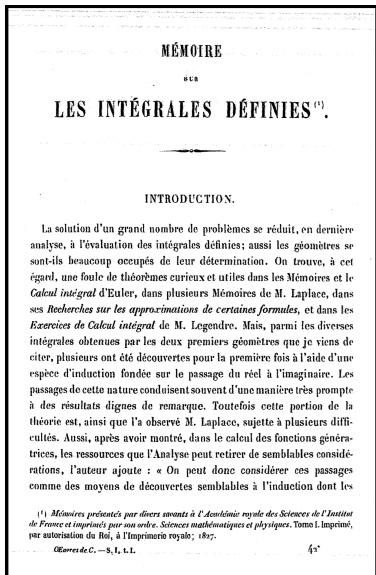 MÉMOIRE
SUR
LES INTÉGRALES DÉFINIES (¹).
INTRODUCTION.
La solution d'un grand nombre de problèmes se réduit, en dernière
analyse, à l'évaluation des intégrales définies; aussi les géomètres se
sont-ils beaucoup occupés de leur détermination. On trouve, à cet
égard, une foule de théorèmes curieux et utiles dans les Mémoires et le
Calcul intégral d'Euler, dans plusieurs Mémoires de M. Laplace, dans
ses Recherches sur les approximations de certaines formules, et dans les
Exercices de Calcul intégral de M. Legendre. Mais, parmi les diverses
intégrales obtenues par les deux premiers géomètres que je viens de
citer, plusieurs ont été découvertes pour la première fois à l'aide d'une
espèce d'induction fondée sur le passage du réel à l'imaginaire. Les
passages de cette nature conduisent souvent d'une manière très prompte
à des résultats dignes de remarque. Toutefois cette portion de la
théorie est, ainsi que l'a observé M. Laplace, sujette à plusieurs diffi-
cultés. Aussi, après avoir montré, dans le calcul des fonctions généra-
trices, les ressources que l'Analyse peut retirer de semblables considé-
rations, l'auteur ajoute : « On peut donc considérer ces passages
comme des moyens de découvertes semblables à l'induction dont les
(¹) Mémoires présentés par divers savants à l'Académie royale des Sciences de l'Institut
de France et imprimés par son ordre. Sciences mathématiques et physiques. Tome I. Imprimé,
par autorisation du Roi, à l'Imprimerie royale; 1827.
Œuvres de C. — S. I, t. I. 42*